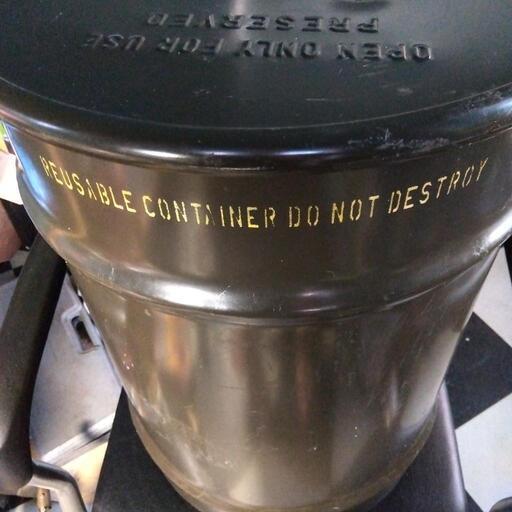 OPEN ONLY FOR USE
PRESERVED
REUSABLE CONTAINER DO NOT DESTROY